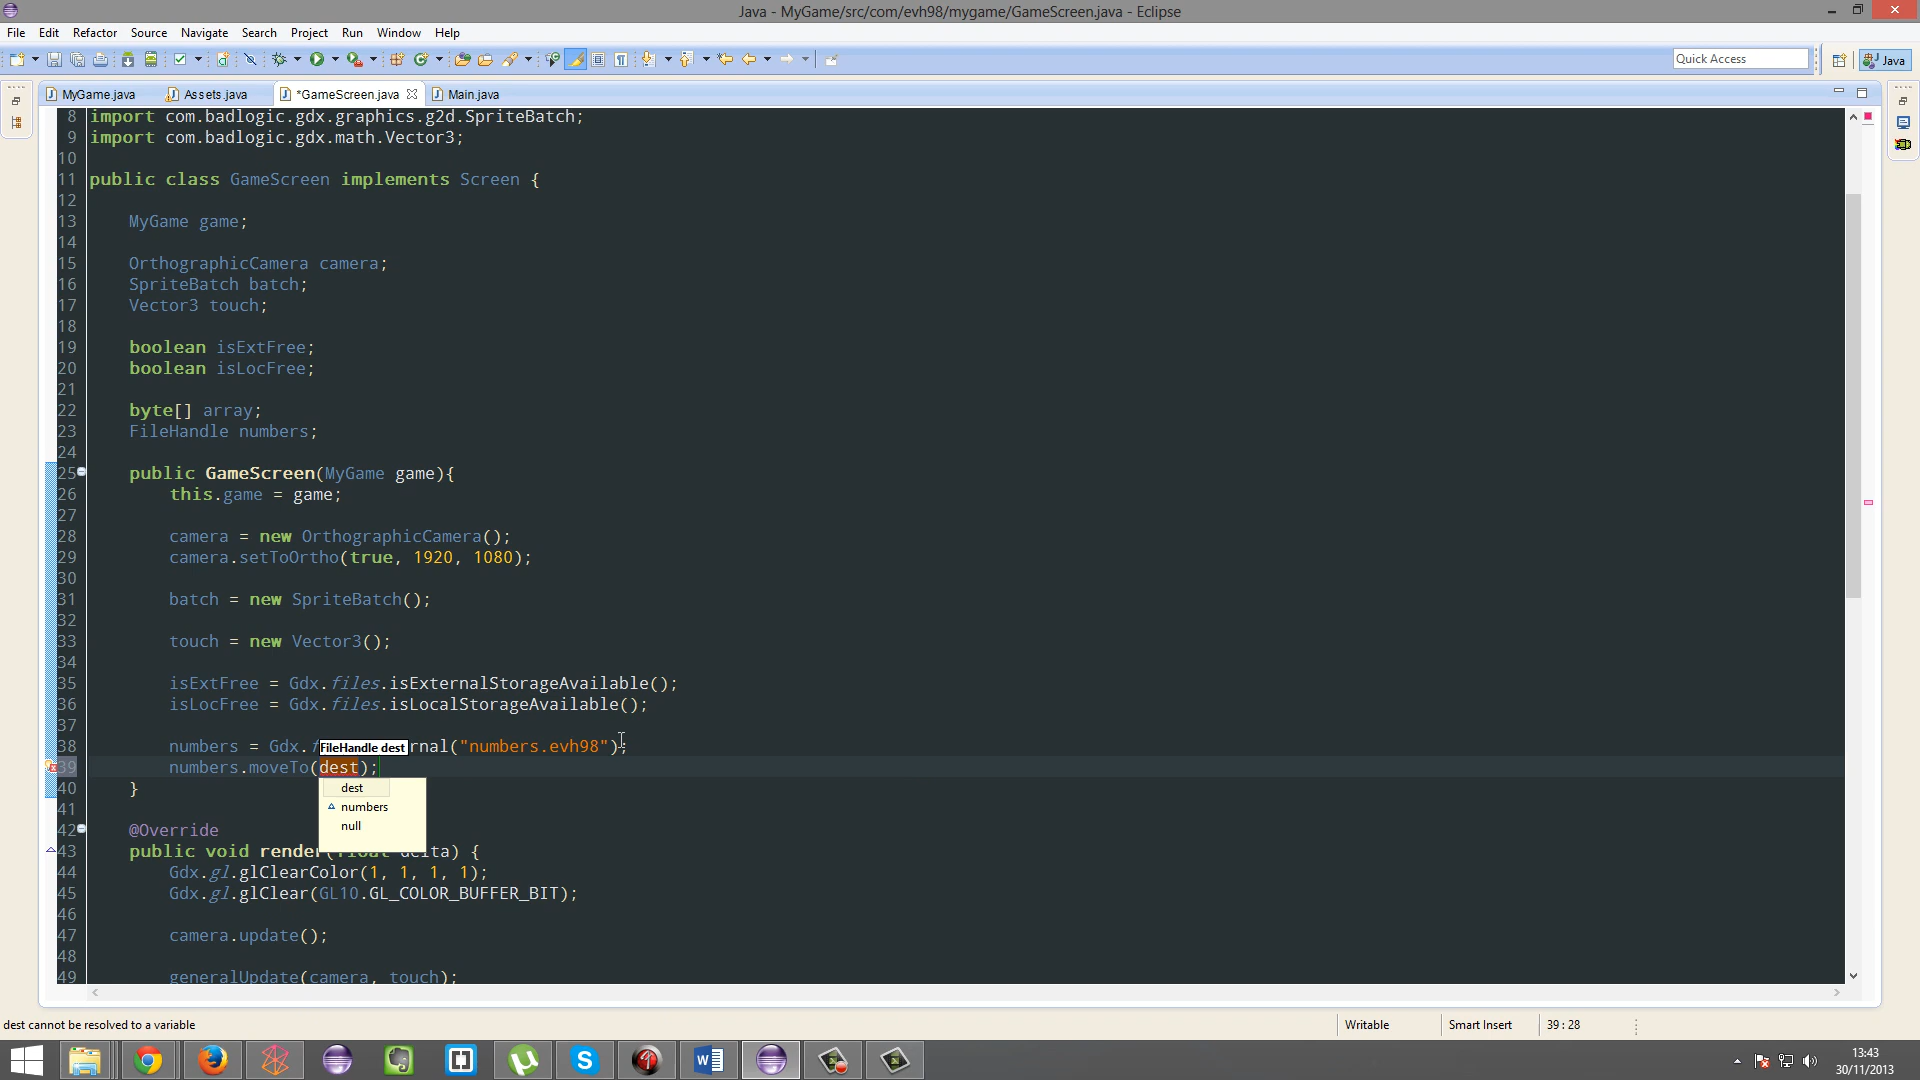 Java - MyGame/src/com/evh98/mygame/GameScreen.java - Eclipse
File Edit Refactor Source Navigate Search Project Run Window Help
Quick Access
Java
MyGame.java Assets.java *GameScreen.java Main.java
8 import com.badlogic.gdx.graphics.g2d.SpriteBatch;
9 import com.badlogic.gdx.math.Vector3;
10
11 public class GameScreen implements Screen {
12
13 MyGame game;
14
15 OrthographicCamera camera;
16 SpriteBatch batch;
17 Vector3 touch;
18
19 boolean isExtFree;
20 boolean isLocFree;
21
22 byte[] array;
23 FileHandle numbers;
24
25 public GameScreen(MyGame game){
26 this.game = game;
27
28 camera = new OrthographicCamera();
29 camera.setToOrtho(true, 1920, 1080);
30
31 batch = new SpriteBatch();
32
33 touch = new Vector3();
34
35 isExtFree = Gdx.files.isExternalStorageAvailable();
36 isLocFree = Gdx.files.isLocalStorageAvailable();
37
38 numbers = Gdx.f FileHandle dest rnal("numbers.evh98");
39 numbers.moveTo(dest);
40 }
dest
numbers
null
41
42 @Override
43 public void render(float delta) {
44 Gdx.gl.glClearColor(1, 1, 1, 1);
45 Gdx.gl.glClear(GL10.GL_COLOR_BUFFER_BIT);
46
47 camera.update();
48
49 generalUpdate(camera, touch);
dest cannot be resolved to a variable
Writable Smart Insert 39 : 28
13:43
30/11/2013